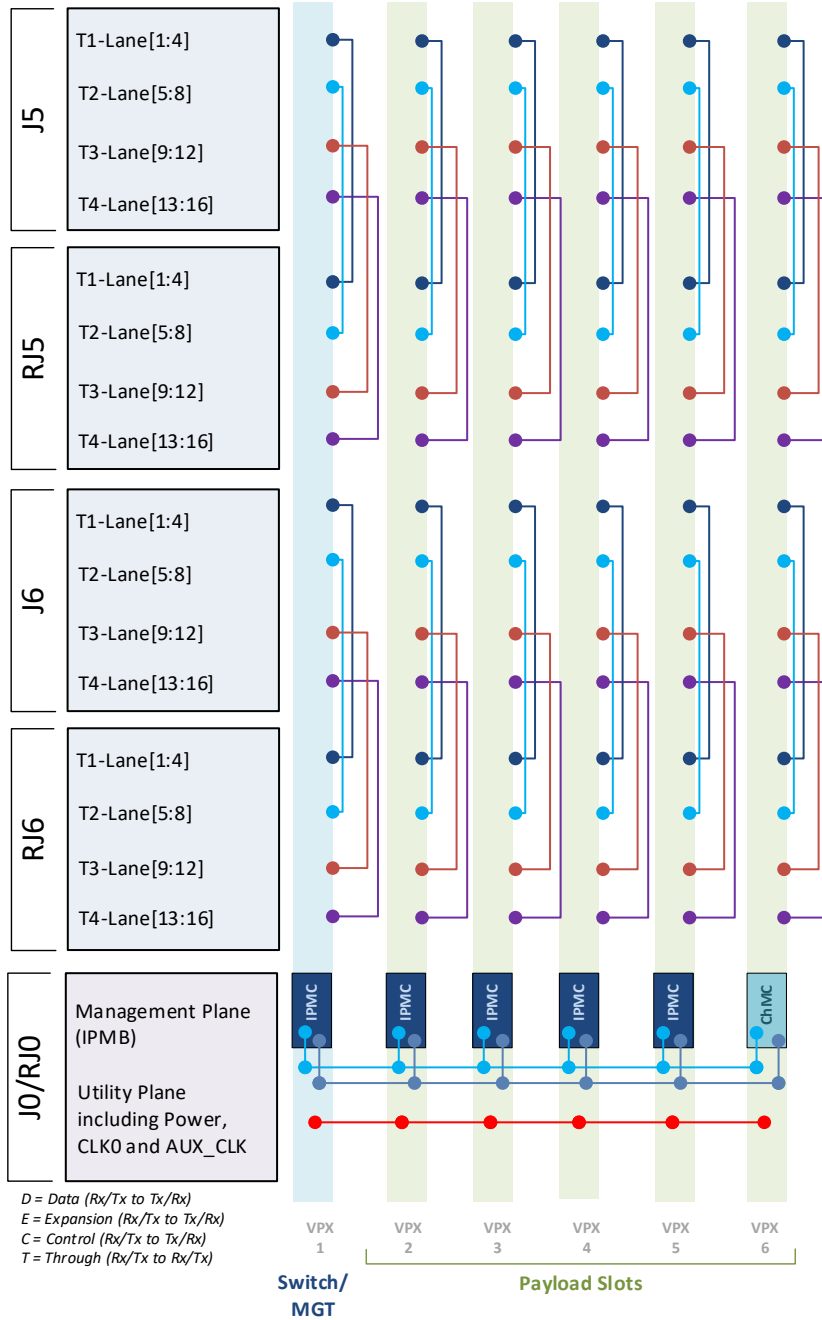 J5
T1-Lane[1:4]
T2-Lane[5:8]
T3-Lane[9:12]
T4-Lane[13:16]
RJ5
T1-Lane[1:4]
T2-Lane[5:8]
T3-Lane[9:12]
T4-Lane[13:16]
J6
T1-Lane[1:4]
T2-Lane[5:8]
T3-Lane[9:12]
T4-Lane[13:16]
RJ6
T1-Lane[1:4]
T2-Lane[5:8]
T3-Lane[9:12]
T4-Lane[13:16]
J0/RJ0
Management Plane
(IPMB)
Utility Plane
including Power,
CLK0 and AUX_CLK
IPMC
IPMC
IPMC
IPMC
IPMC
ChMC
D = Data (Rx/Tx to Tx/Rx)
E = Expansion (Rx/Tx to Tx/Rx)
C = Control (Rx/Tx to Tx/Rx)
T = Through (Rx/Tx to Rx/Tx)
VPX
1
VPX
2
VPX
3
VPX
4
VPX
5
VPX
6
Switch/
MGT
Payload Slots